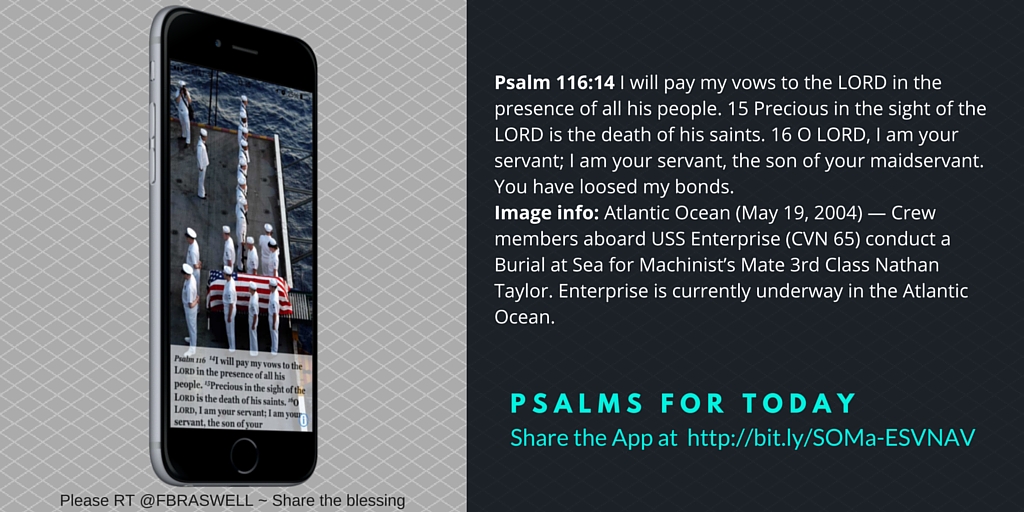 Psalm 116 ¹⁴I will pay my vows to the
LORD in the presence of all his
people. ¹⁵Precious in the sight of the
LORD is the death of his saints. ¹⁶O
LORD, I am your servant; I am your
servant, the son of your
Please RT @FBRASWELL ~ Share the blessing
Psalm 116:14 I will pay my vows to the LORD in the
presence of all his people. 15 Precious in the sight of the
LORD is the death of his saints. 16 O LORD, I am your
servant; I am your servant, the son of your maidservant.
You have loosed my bonds.
Image info: Atlantic Ocean (May 19, 2004) — Crew
members aboard USS Enterprise (CVN 65) conduct a
Burial at Sea for Machinist’s Mate 3rd Class Nathan
Taylor. Enterprise is currently underway in the Atlantic
Ocean.
PSALMS FOR TODAY
Share the App at http://bit.ly/SOMa-ESVNAV